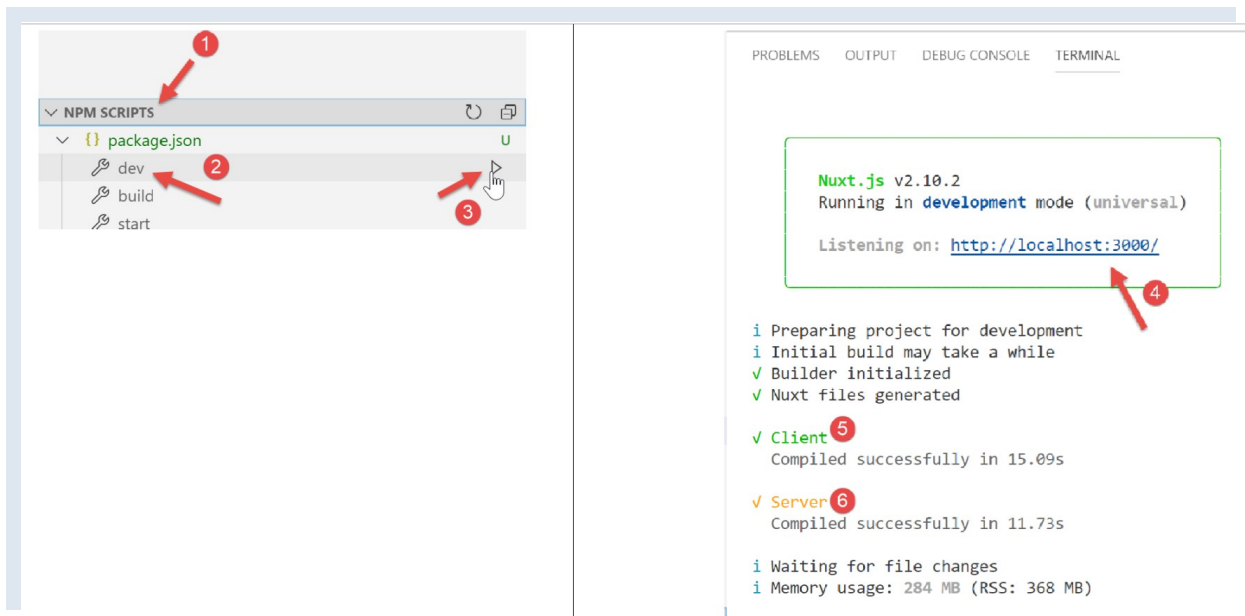 1
NPM SCRIPTS
{} package.json U
dev 2
build
3
start
PROBLEMS OUTPUT DEBUG CONSOLE TERMINAL
Nuxt.js v2.10.2
Running in development mode (universal)
Listening on: http://localhost:3000/
4
i Preparing project for development
i Initial build may take a while
√ Builder initialized
√ Nuxt files generated
√ Client 5
Compiled successfully in 15.09s
√ Server 6
Compiled successfully in 11.73s
i Waiting for file changes
i Memory usage: 284 MB (RSS: 368 MB)